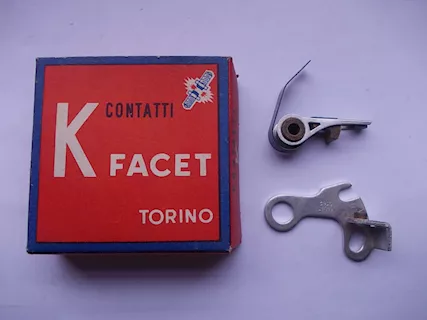 K
CONTATTI
FACET
TORINO